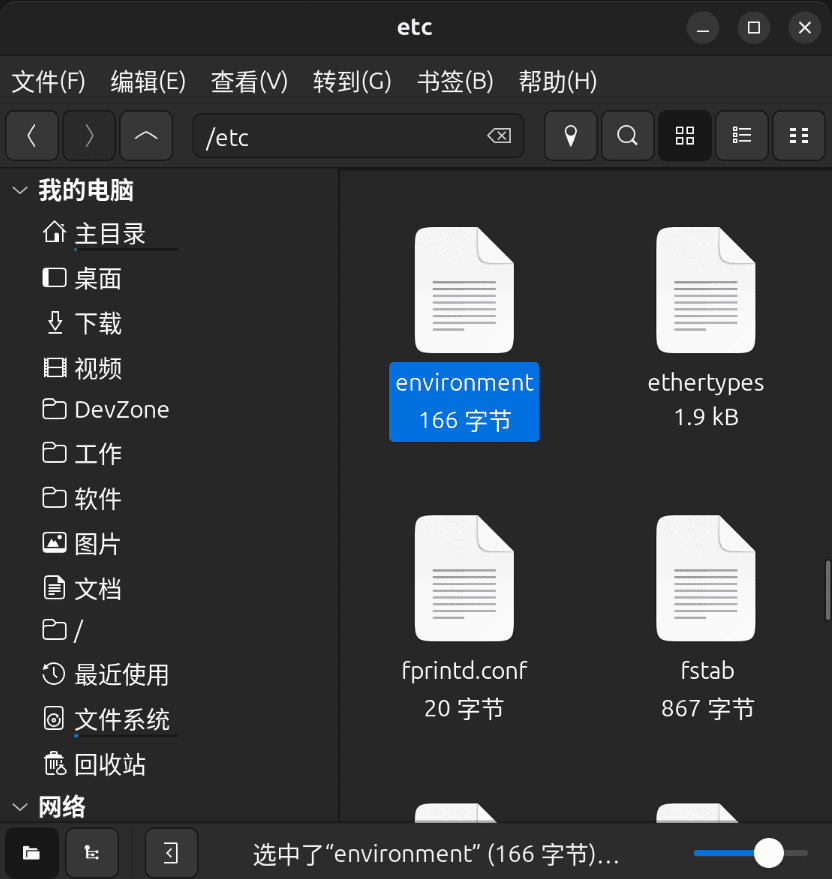 etc
文件(F) 编辑(E) 查看(V) 转到(G) 书签(B) 帮助(H)
/etc
我的电脑
主目录
桌面
下载
视频
DevZone
工作
软件
图片
文档
/
最近使用
文件系统
回收站
网络
environment
166 字节
ethertypes
1.9 kB
fprintd.conf
20 字节
fstab
867 字节
选中了“environment” (166 字节)…